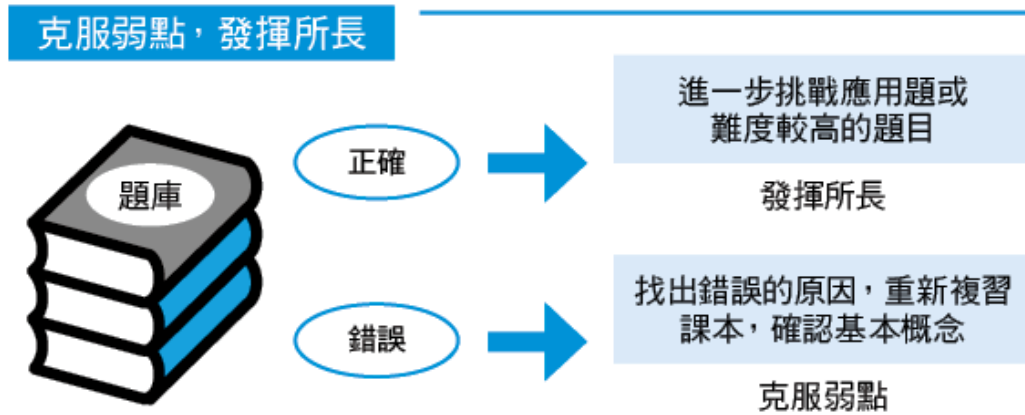 克服弱點，發揮所長
題庫
正確
進一步挑戰應用題或
難度較高的題目
發揮所長
錯誤
找出錯誤的原因，重新複習
課本，確認基本概念
克服弱點